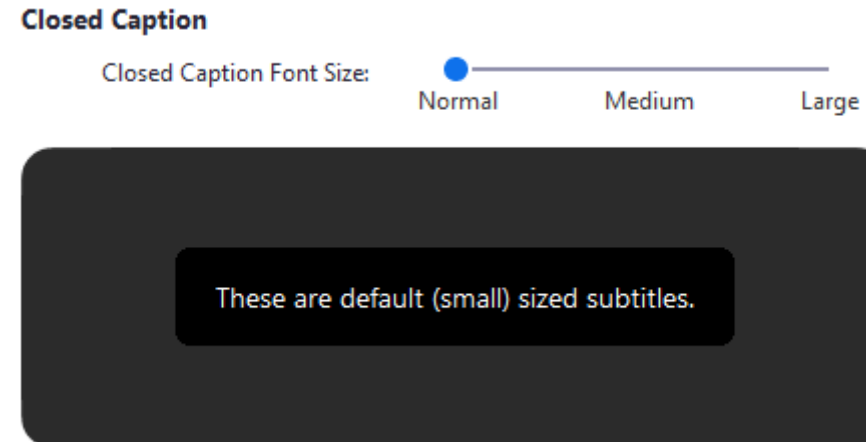 Closed Caption
Closed Caption Font Size:
Normal Medium Large
These are default (small) sized subtitles.